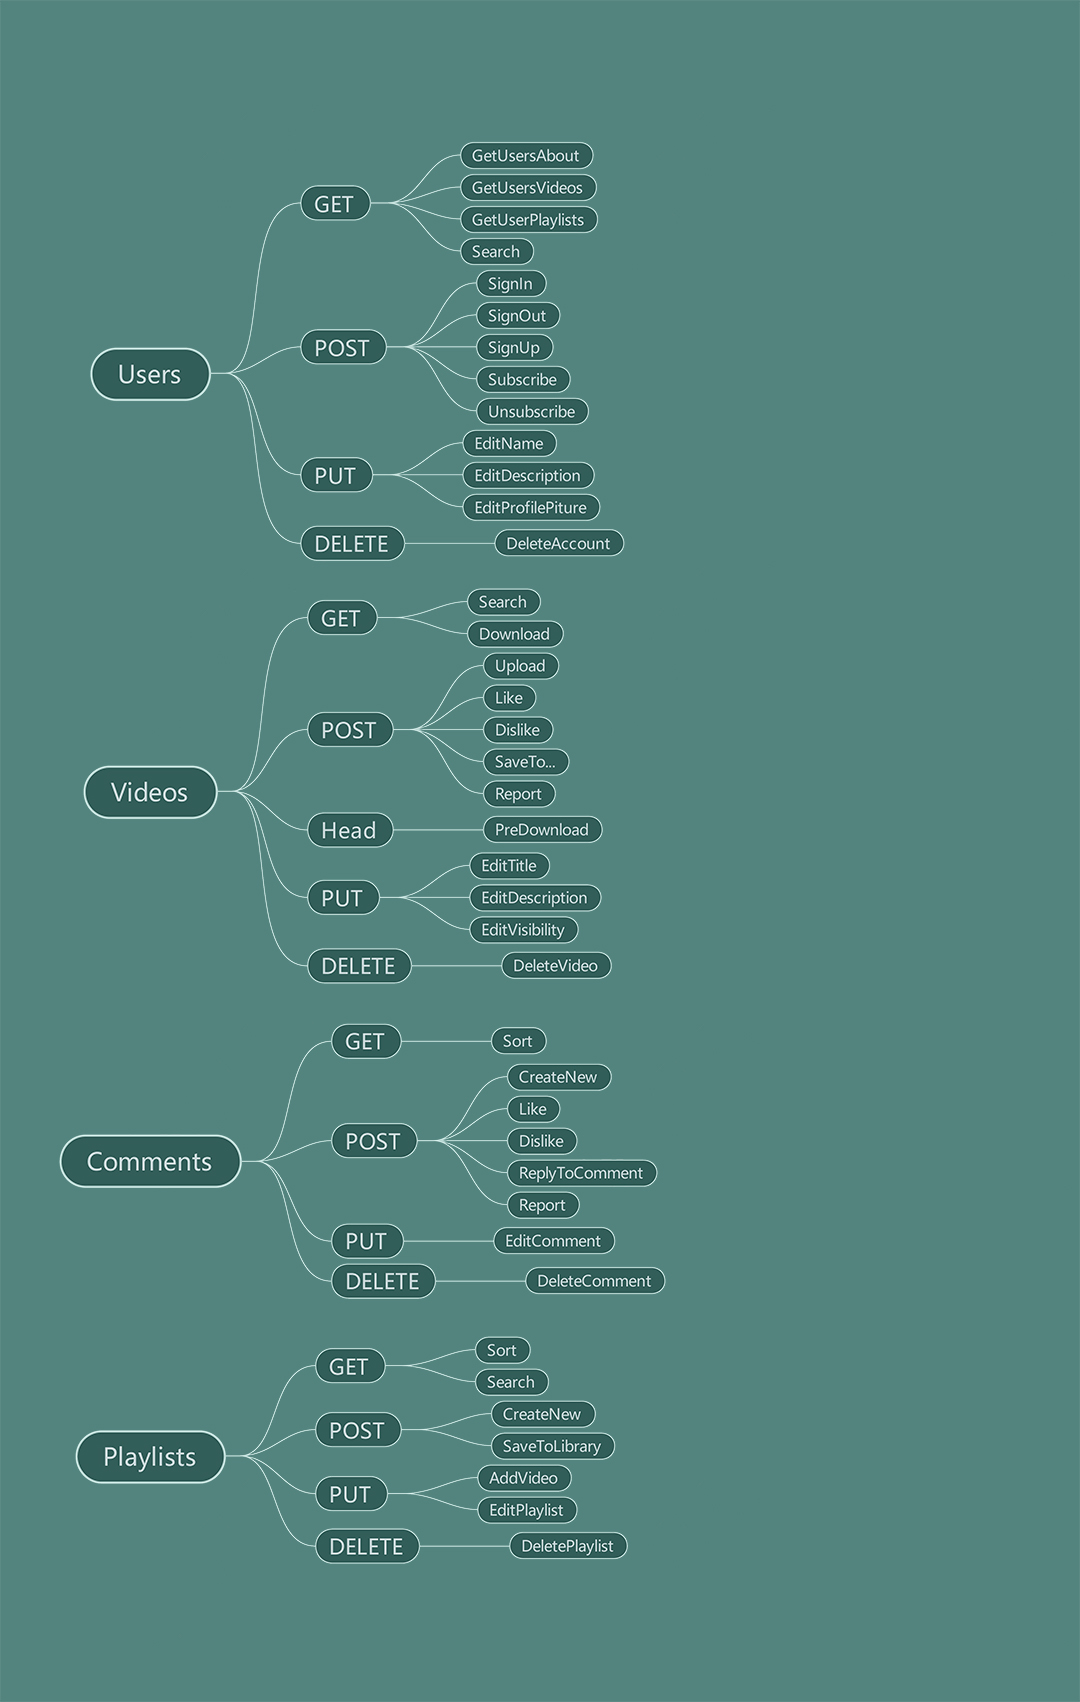 Users
GET
GetUsersAbout
GetUsersVideos
GetUserPlaylists
Search
POST
SignIn
SignOut
SignUp
Subscribe
Unsubscribe
PUT
EditName
EditDescription
EditProfilePiture
DELETE
DeleteAccount
Videos
GET
Search
Download
POST
Upload
Like
Dislike
SaveTo...
Report
Head
PreDownload
PUT
EditTitle
EditDescription
EditVisibility
DELETE
DeleteVideo
Comments
GET
Sort
POST
CreateNew
Like
Dislike
ReplyToComment
Report
PUT
EditComment
DELETE
DeleteComment
Playlists
GET
Sort
Search
POST
CreateNew
SaveToLibrary
PUT
AddVideo
EditPlaylist
DELETE
DeletePlaylist